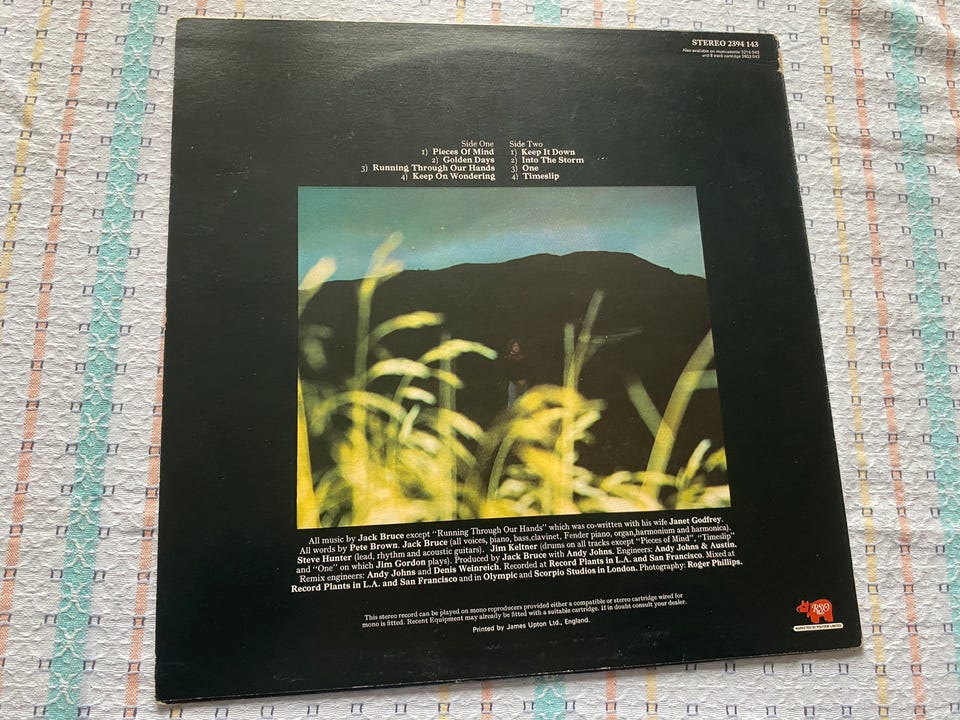 STEREO 2394 143
Also available on musicassette 3216 043
and 8 track cartridge 3903 043
Side One
1) Pieces Of Mind
2) Golden Days
3) Running Through Our Hands
4) Keep On Wondering
Side Two
1) Keep It Down
2) Into The Storm
3) One
4) Timeslip
All music by Jack Bruce except "Running Through Our Hands" which was co-written with his wife Janet Godfrey.
All words by Pete Brown. Jack Bruce (all voices, piano, bass, clavinet, Fender piano, organ, harmonium and harmonica).
Steve Hunter (lead, rhythm and acoustic guitars). Jim Keltner (drums on all tracks except "Pieces of Mind", "Timeslip"
and "One" on which Jim Gordon plays). Produced by Jack Bruce with Andy Johns. Engineers: Andy Johns & Austin.
Remix engineers: Andy Johns and Denis Weinreich. Recorded at Record Plants in L.A. and San Francisco. Mixed at
Record Plants in L.A. and San Francisco and in Olympic and Scorpio Studios in London. Photography: Roger Phillips.
This stereo record can be played on mono reproducers provided either a compatible or stereo cartridge wired for
mono is fitted. Recent Equipment may already be fitted with a suitable cartridge. If in doubt consult your dealer.
Printed by James Upton Ltd., England.
RSO
MARKETED BY POLYDOR LIMITED